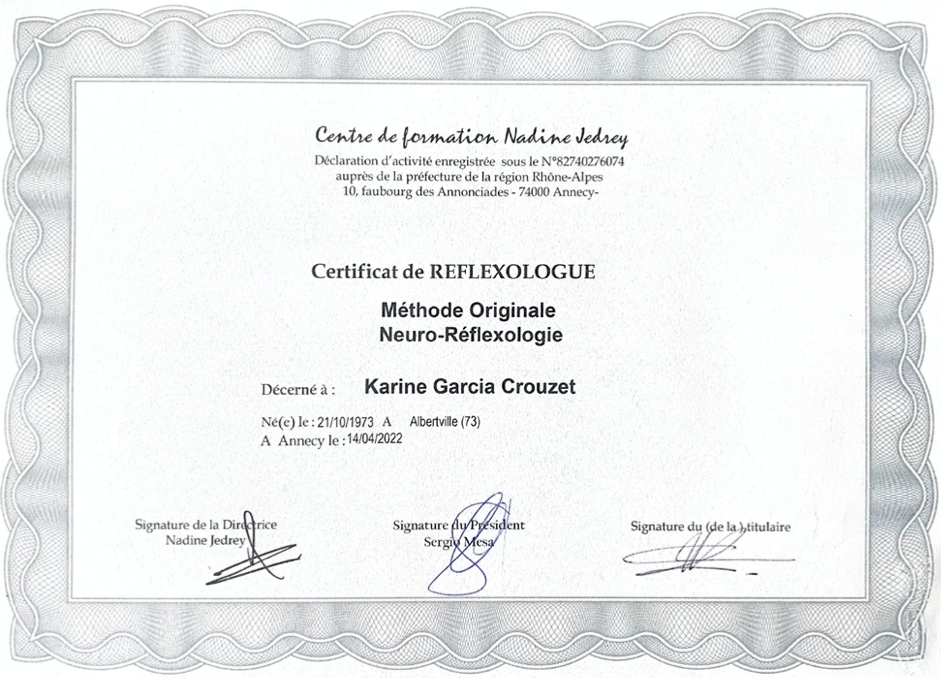 Centre de formation Nadine Jedrey
Déclaration d'activité enregistrée sous le N°82740276074
auprès de la préfecture de la région Rhône-Alpes
10, faubourg des Annonciades - 74000 Annecy-
Certificat de REFLEXOLOGUE
Méthode Originale
Neuro-Réflexologie
Décerné à : Karine Garcia Crouzet
Né(e) le : 21/10/1973 A Albertville (73)
A Annecy le : 14/04/2022
Signature de la Directrice
Nadine Jedrey
Signature du Président
Sergio Mesa
Signature du (de la ) titulaire